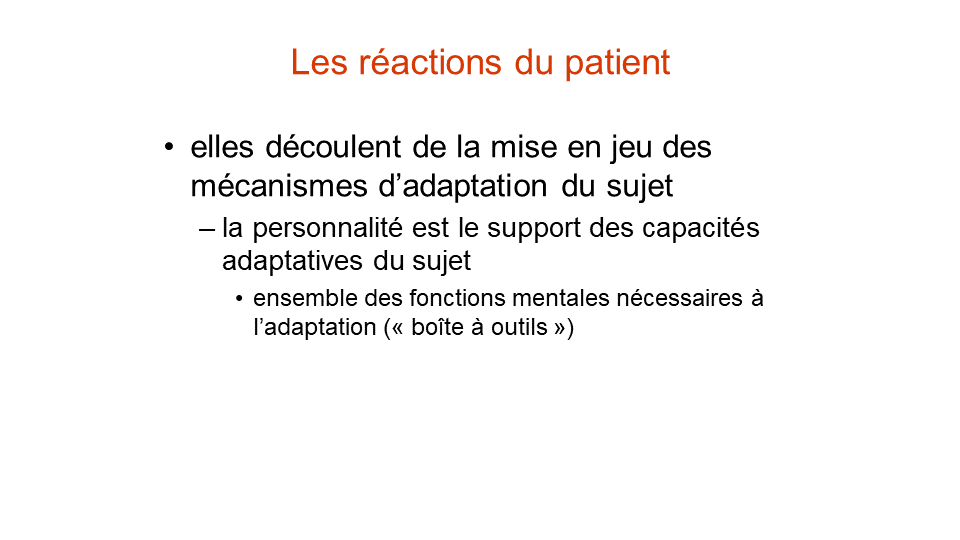 Les réactions du patient
• elles découlent de la mise en jeu des
mécanismes d’adaptation du sujet
– la personnalité est le support des capacités
adaptatives du sujet
• ensemble des fonctions mentales nécessaires à
l’adaptation (« boîte à outils »)